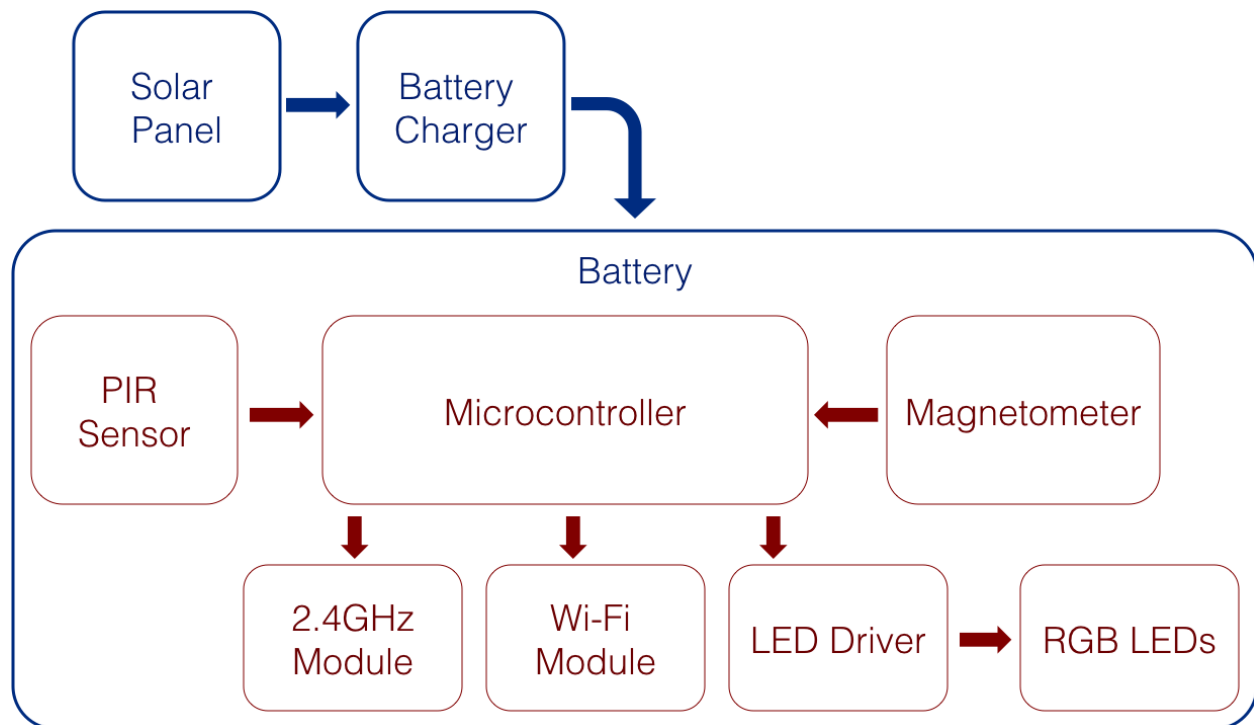 Solar
Panel
Battery
Charger
Battery
PIR
Sensor
Microcontroller
Magnetometer
2.4GHz
Module
Wi-Fi
Module
LED Driver
RGB LEDs